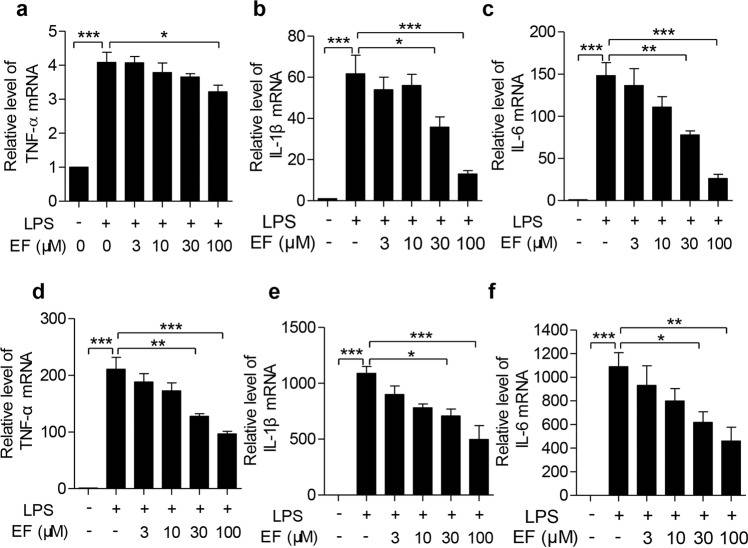 a
Relative level of
TNF-α mRNA
5
4
3
2
1
0
***
*
LPS - + + + + +
EF (μM) 0 0 3 10 30 100
b
Relative level of
IL-1β mRNA
80
60
40
20
0
***
***
*
LPS - + + + + +
EF (μM) - - 3 10 30 100
c
Relative level of
IL-6 mRNA
200
150
100
50
0
***
***
**
LPS - + + + + +
EF (μM) - - 3 10 30 100
d
Relative level of
TNF-α mRNA
300
200
100
0
***
***
**
LPS - + + + + +
EF (μM) - - 3 10 30 100
e
Relative level of
IL-1β mRNA
1500
1000
500
0
***
***
*
LPS - + + + + +
EF (μM) - - 3 10 30 100
f
Relative level of
IL-6 mRNA
1400
1200
1000
800
600
400
200
0
***
**
*
LPS - + + + + +
EF (μM) - - 3 10 30 100